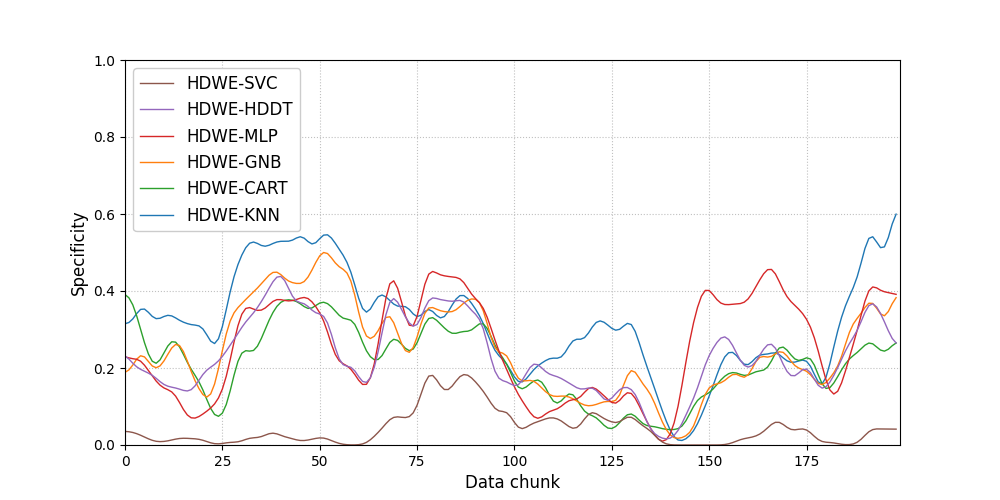 1.0
0.8
0.6
0.4
0.2
0.0
Specificity
HDWE-SVC
HDWE-HDDT
HDWE-MLP
HDWE-GNB
HDWE-CART
HDWE-KNN
0 25 50 75 100 125 150 175
Data chunk